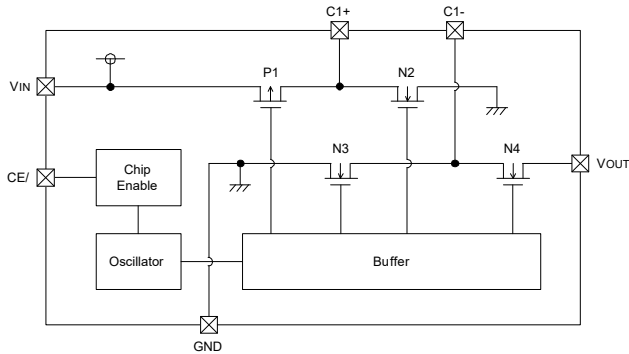 C1+ C1-
P1 N2
VIN
N3 N4
VOUT
CE/
Chip
Enable
Oscillator
Buffer
GND